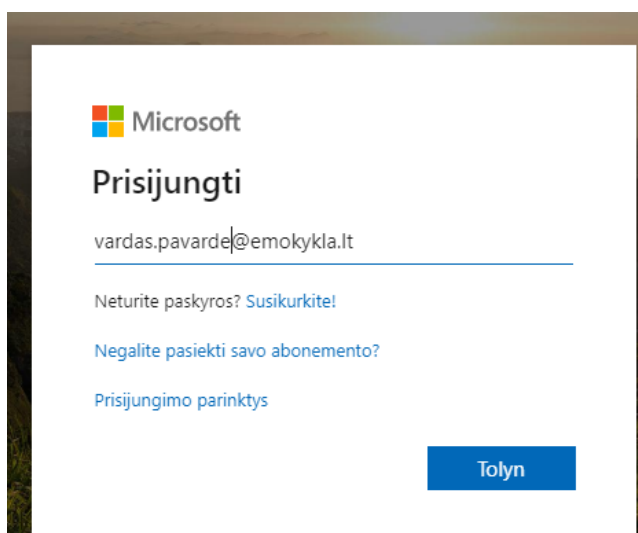 Microsoft
Prisijungti
vardas.pavarde@emokykla.lt
Neturite paskyros? Susikurkite!
Negalite pasiekti savo abonemento?
Prisijungimo parinktys
Tolyn